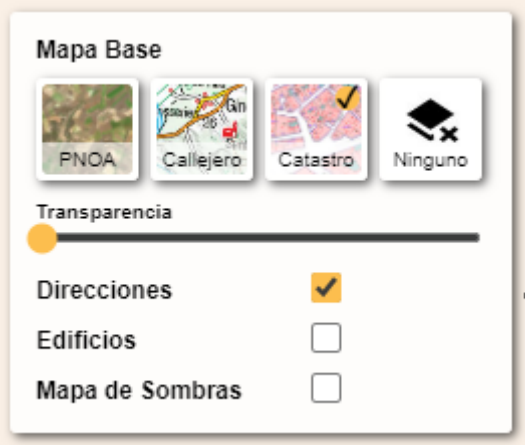 Mapa Base
PNOA
Callejero
Catastro
Ninguno
Transparencia
Direcciones
Edificios
Mapa de Sombras